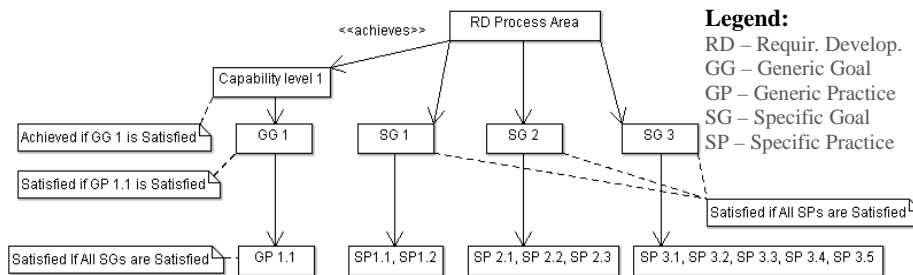 RD Process Area
<<achieves>>
Capability level 1
Achieved if GG 1 is Satisfied
GG 1
SG 1
SG 2
SG 3
Satisfied if GP 1.1 is Satisfied
Satisfied if All SPs are Satisfied
Satisfied If All SGs are Satisfied
GP 1.1
SP1.1, SP1.2
SP 2.1, SP 2.2, SP 2.3
SP 3.1, SP 3.2, SP 3.3, SP 3.4, SP 3.5
Legend:
RD – Requir. Develop.
GG – Generic Goal
GP – Generic Practice
SG – Specific Goal
SP – Specific Practice